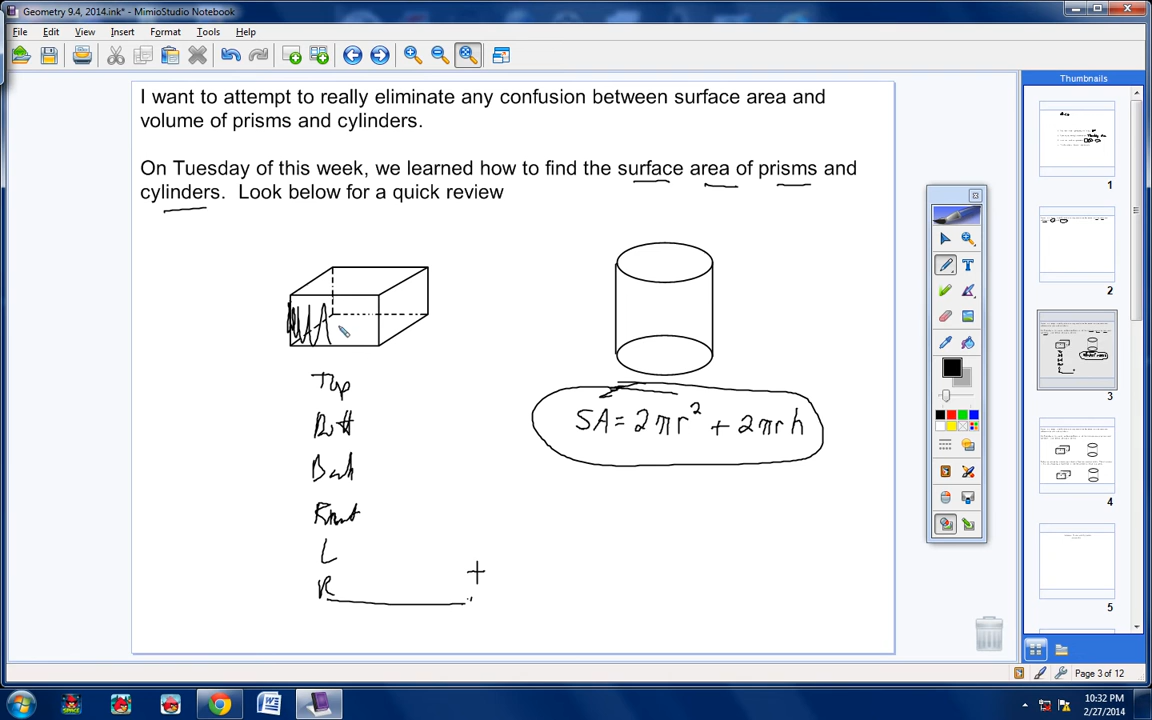 Geometry 9.4, 2014.ink* - MimioStudio Notebook
File Edit View Insert Format Tools Help
Thumbnails
I want to attempt to really eliminate any confusion between surface area and
volume of prisms and cylinders.
On Tuesday of this week, we learned how to find the surface area of prisms and
cylinders. Look below for a quick review
Top
Bott
Back
Front
L
R
+
SA = 2πr² + 2πrh
1
2
3
4
5
Page 3 of 12
10:32 PM
2/27/2014